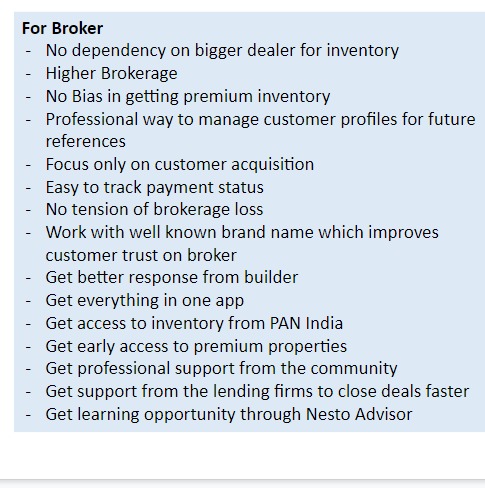 For Broker
- No dependency on bigger dealer for inventory
- Higher Brokerage
- No Bias in getting premium inventory
- Professional way to manage customer profiles for future
references
- Focus only on customer acquisition
- Easy to track payment status
- No tension of brokerage loss
- Work with well known brand name which improves
customer trust on broker
- Get better response from builder
- Get everything in one app
- Get access to inventory from PAN India
- Get early access to premium properties
- Get professional support from the community
- Get support from the lending firms to close deals faster
- Get learning opportunity through Nesto Advisor